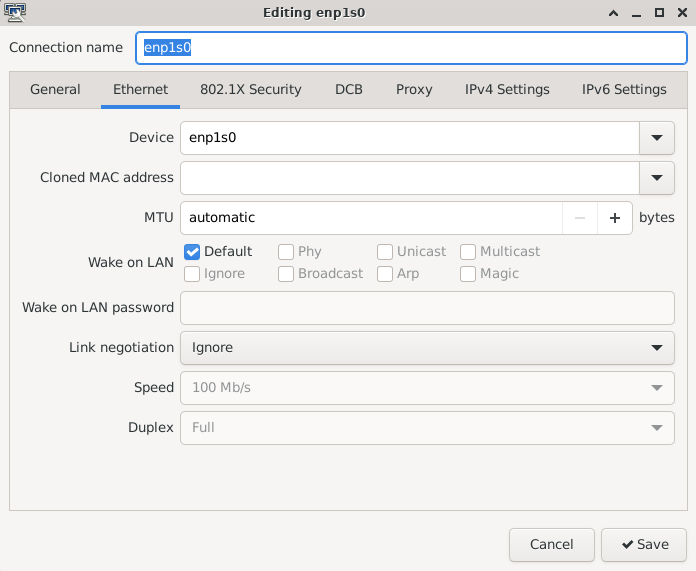 Editing enp1s0
Connection name enp1s0
General Ethernet 802.1X Security DCB Proxy IPv4 Settings IPv6 Settings
Device enp1s0
Cloned MAC address
MTU automatic bytes
Wake on LAN Default Phy Unicast Multicast
Ignore Broadcast Arp Magic
Wake on LAN password
Link negotiation Ignore
Speed 100 Mb/s
Duplex Full
Cancel Save